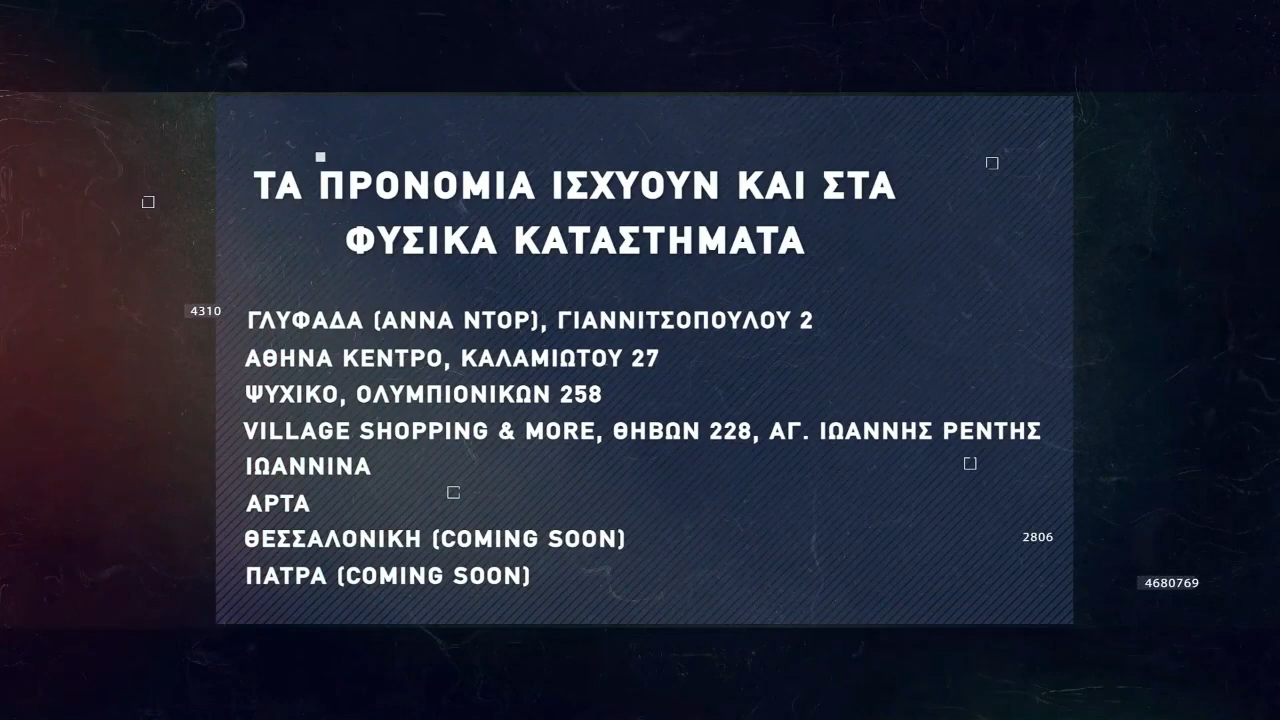 ΤΑ ΠΡΟΝΟΜΙΑ ΙΣΧΥΟΥΝ ΚΑΙ ΣΤΑ
ΦΥΣΙΚΑ ΚΑΤΑΣΤΗΜΑΤΑ
4310
ΓΛΥΦΑΔΑ (ΑΝΝΑ ΝΤΟΡ), ΓΙΑΝΝΙΤΣΟΠΟΥΛΟΥ 2
ΑΘΗΝΑ ΚΕΝΤΡΟ, ΚΑΛΑΜΙΩΤΟΥ 27
ΨΥΧΙΚΟ, ΟΛΥΜΠΙΟΝΙΚΩΝ 258
VILLAGE SHOPPING & MORE, ΘΗΒΩΝ 228, ΑΓ. ΙΩΑΝΝΗΣ ΡΕΝΤΗΣ
ΙΩΑΝΝΙΝΑ
ΑΡΤΑ
ΘΕΣΣΑΛΟΝΙΚΗ (COMING SOON)
2806
ΠΑΤΡΑ (COMING SOON)
4680769